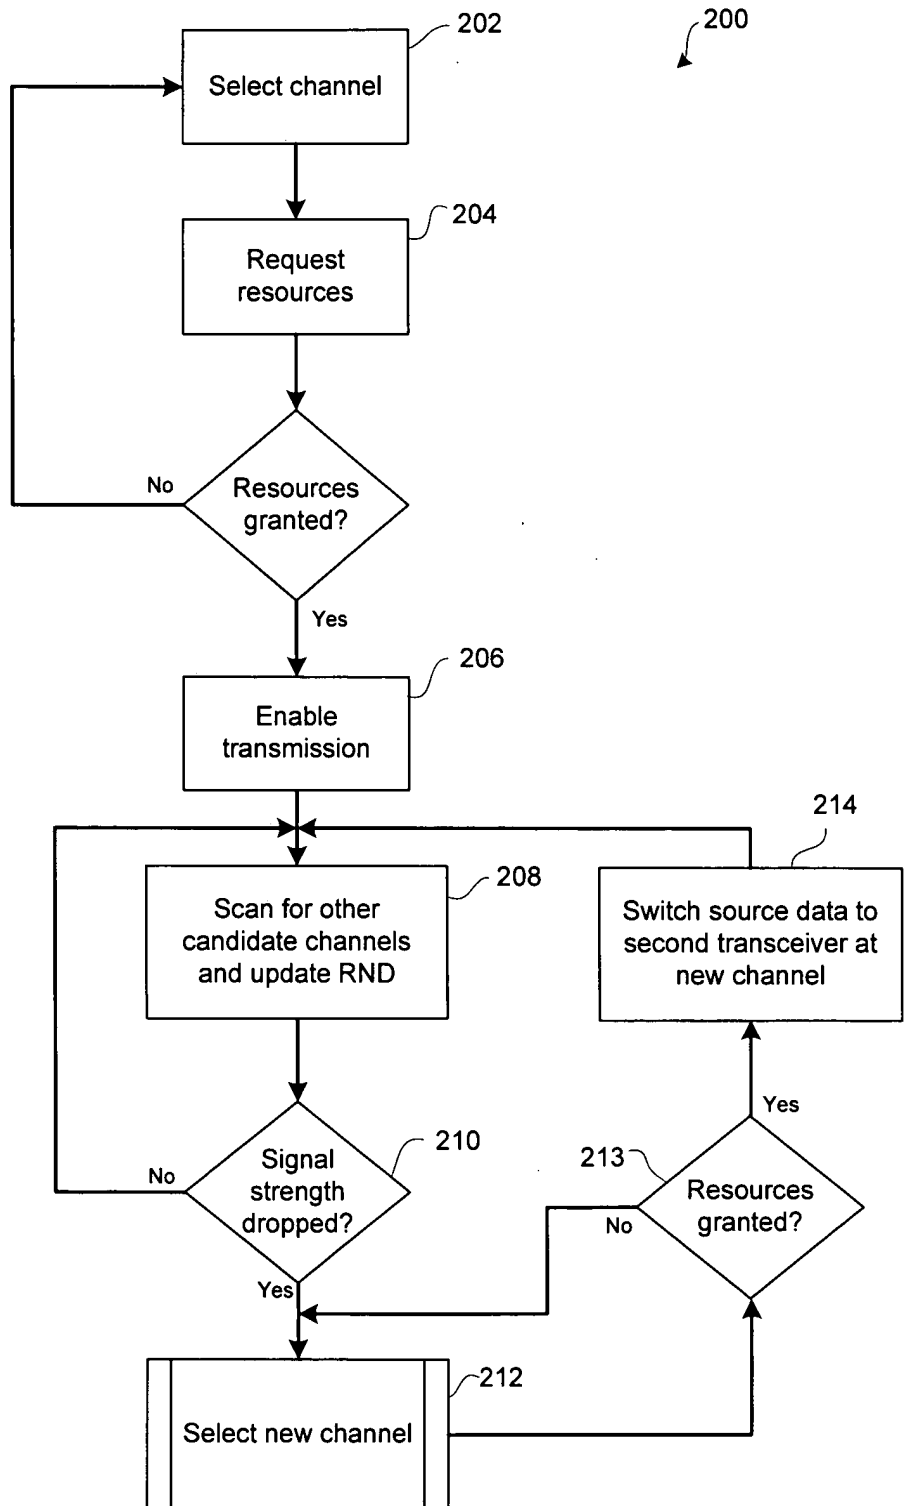 200
202
Select channel
204
Request
resources
Resources
granted?
No
Yes
206
Enable
transmission
208
Scan for other
candidate channels
and update RND
214
Switch source data to
second transceiver at
new channel
210
Signal
strength
dropped?
No
Yes
213
Resources
granted?
Yes
No
212
Select new channel